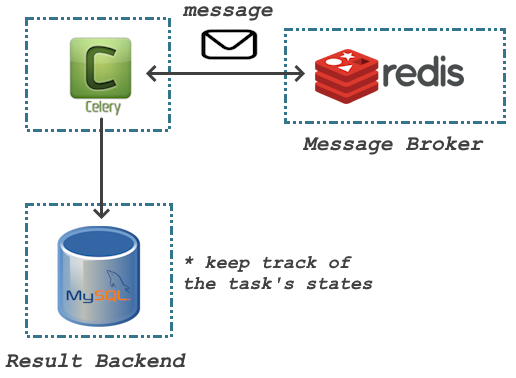 message
C
Celery
redis
Message Broker
MySQL
* keep track of
the task's states
Result Backend